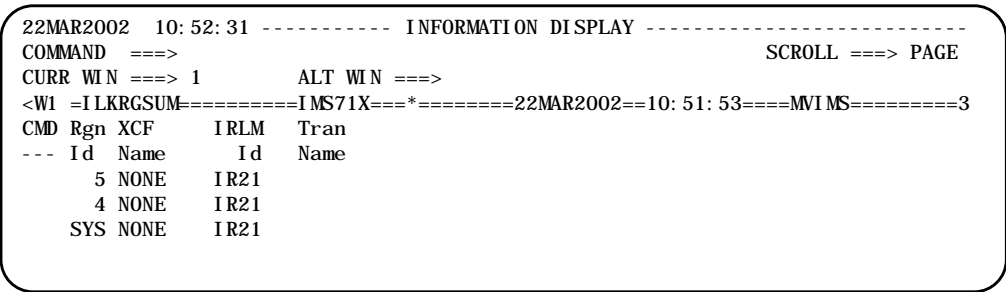 22MAR2002  10:52:31 ----------- INFORMATION DISPLAY ---------------------------
COMMAND  ===>                                                 SCROLL ===> PAGE
CURR WIN ===> 1        ALT WIN ===>
<W1 =ILKRGSUM==========IMS71X===*========22MAR2002==10:51:53====MVIMS=========3
CMD Rgn XCF     IRLM   Tran
--- Id  Name      Id   Name
      5 NONE    IR21
      4 NONE    IR21
    SYS NONE    IR21